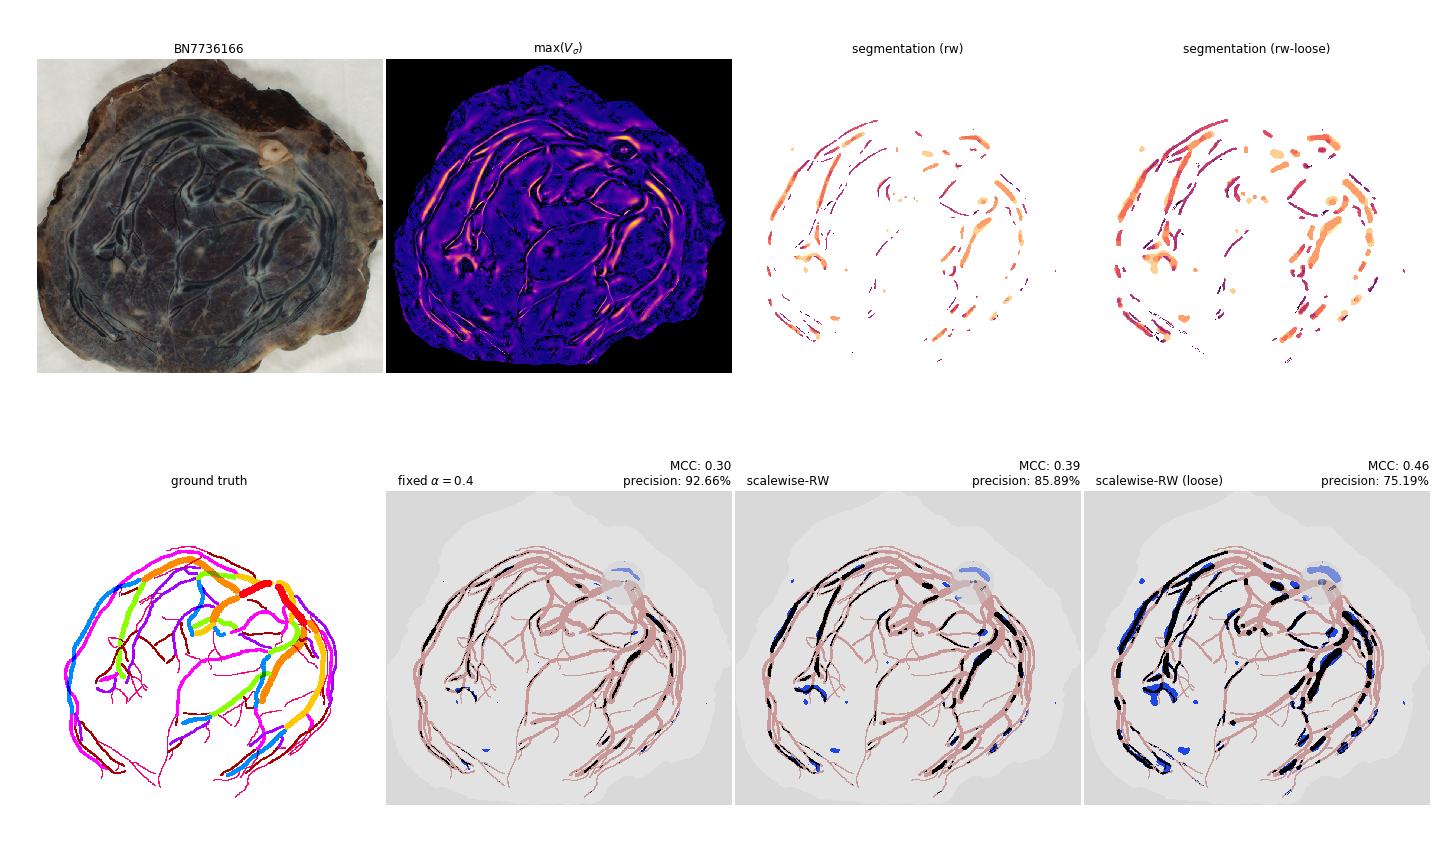 BN7736166
max(Vσ)
segmentation (rw)
segmentation (rw-loose)
ground truth
fixed α = 0.4
MCC: 0.30
precision: 92.66%
scalewise-RW
MCC: 0.39
precision: 85.89%
scalewise-RW (loose)
MCC: 0.46
precision: 75.19%